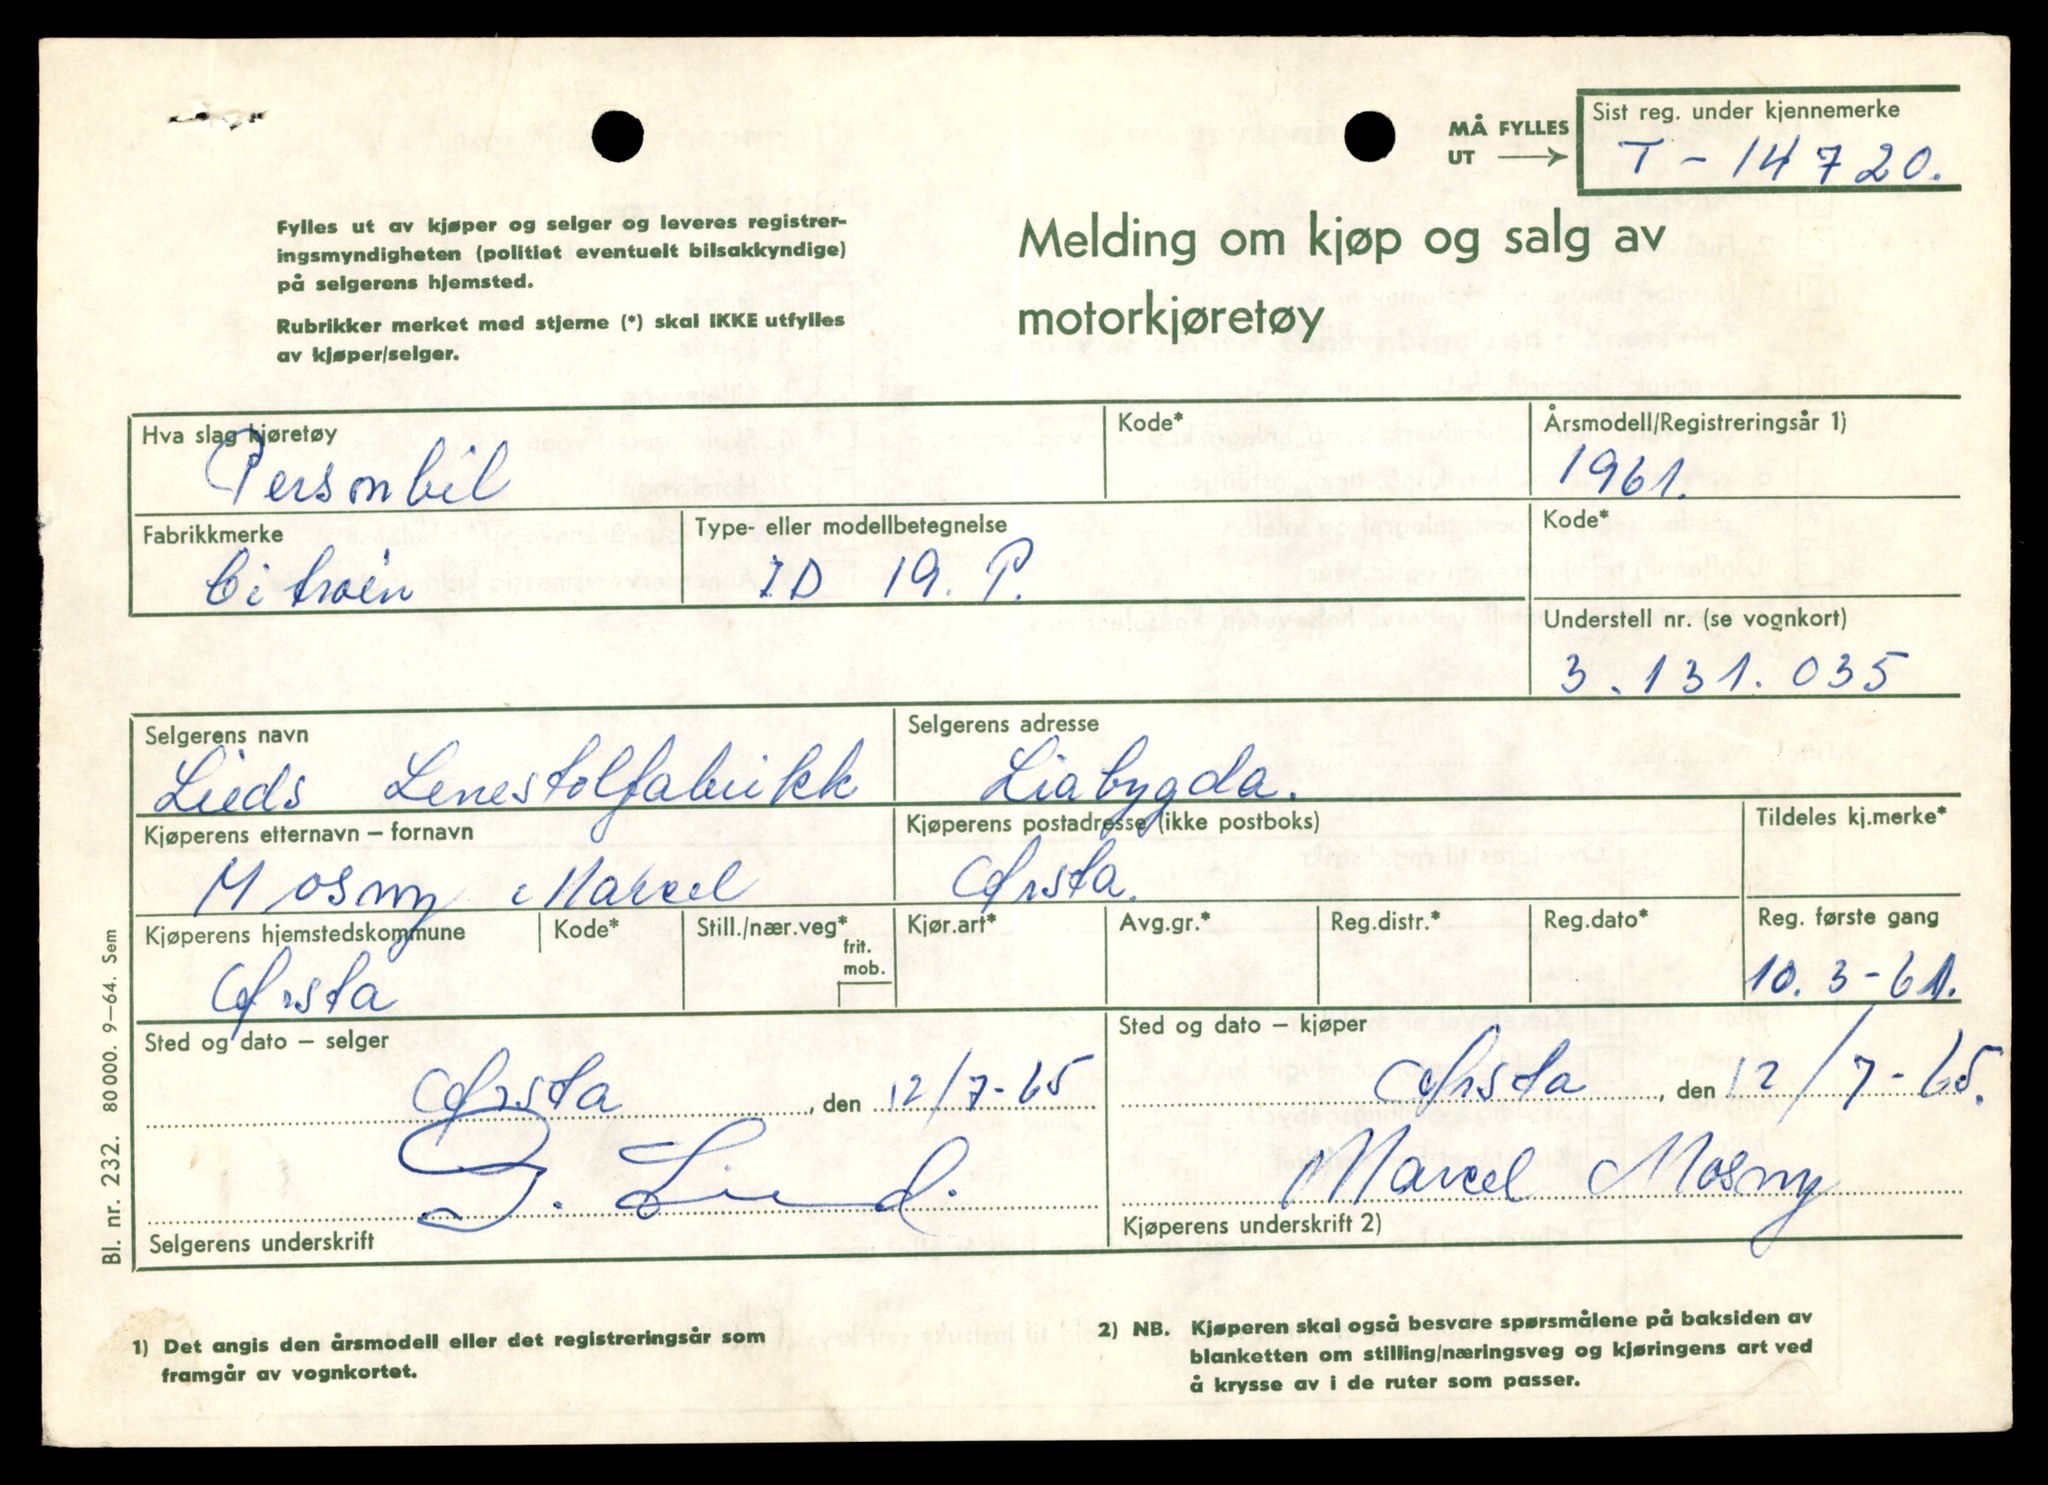 MÅ FYLLES
UT →
Sist reg. under kjennemerke
T - 14720.
Fylles ut av kjøper og selger og leveres registrer-
ingsmyndigheten (politiet eventuelt bilsakkyndige)
på selgerens hjemsted.
Rubrikker merket med stjerne (*) skal IKKE utfylles
av kjøper/selger.
Melding om kjøp og salg av
motorkjøretøy
Hva slag kjøretøy
Personbil
Kode*
Årsmodell/Registreringsår 1)
1961.
Fabrikkmerke
Citroën
Type- eller modellbetegnelse
ID 19. P.
Kode*
Understell nr. (se vognkort)
3.131.035
Selgerens navn
Lieds Lenestolfabrikk
Selgerens adresse
Liabygda.
Kjøperens etternavn – fornavn
Mosny Marcel
Kjøperens postadresse (ikke postboks)
Ørsta.
Tildeles kj.merke*
Kjøperens hjemstedskommune
Ørsta
Kode*
Still./nær.veg*
frit.
mob.
Kjør.art*
Avg.gr.*
Reg.distr.*
Reg.dato*
Reg. første gang
10. 3 - 61.
Sted og dato – selger
Ørsta, den 12/7-65
Selgerens underskrift
Sted og dato – kjøper
Ørsta, den 12/7-65.
Marcel Mosny
Kjøperens underskrift 2)
Bl. nr. 232. 80 000. 9–64. Sem
1) Det angis den årsmodell eller det registreringsår som
framgår av vognkortet.
2) NB. Kjøperen skal også besvare spørsmålene på baksiden av
blanketten om stilling/næringsveg og kjøringens art ved
å krysse av i de ruter som passer.